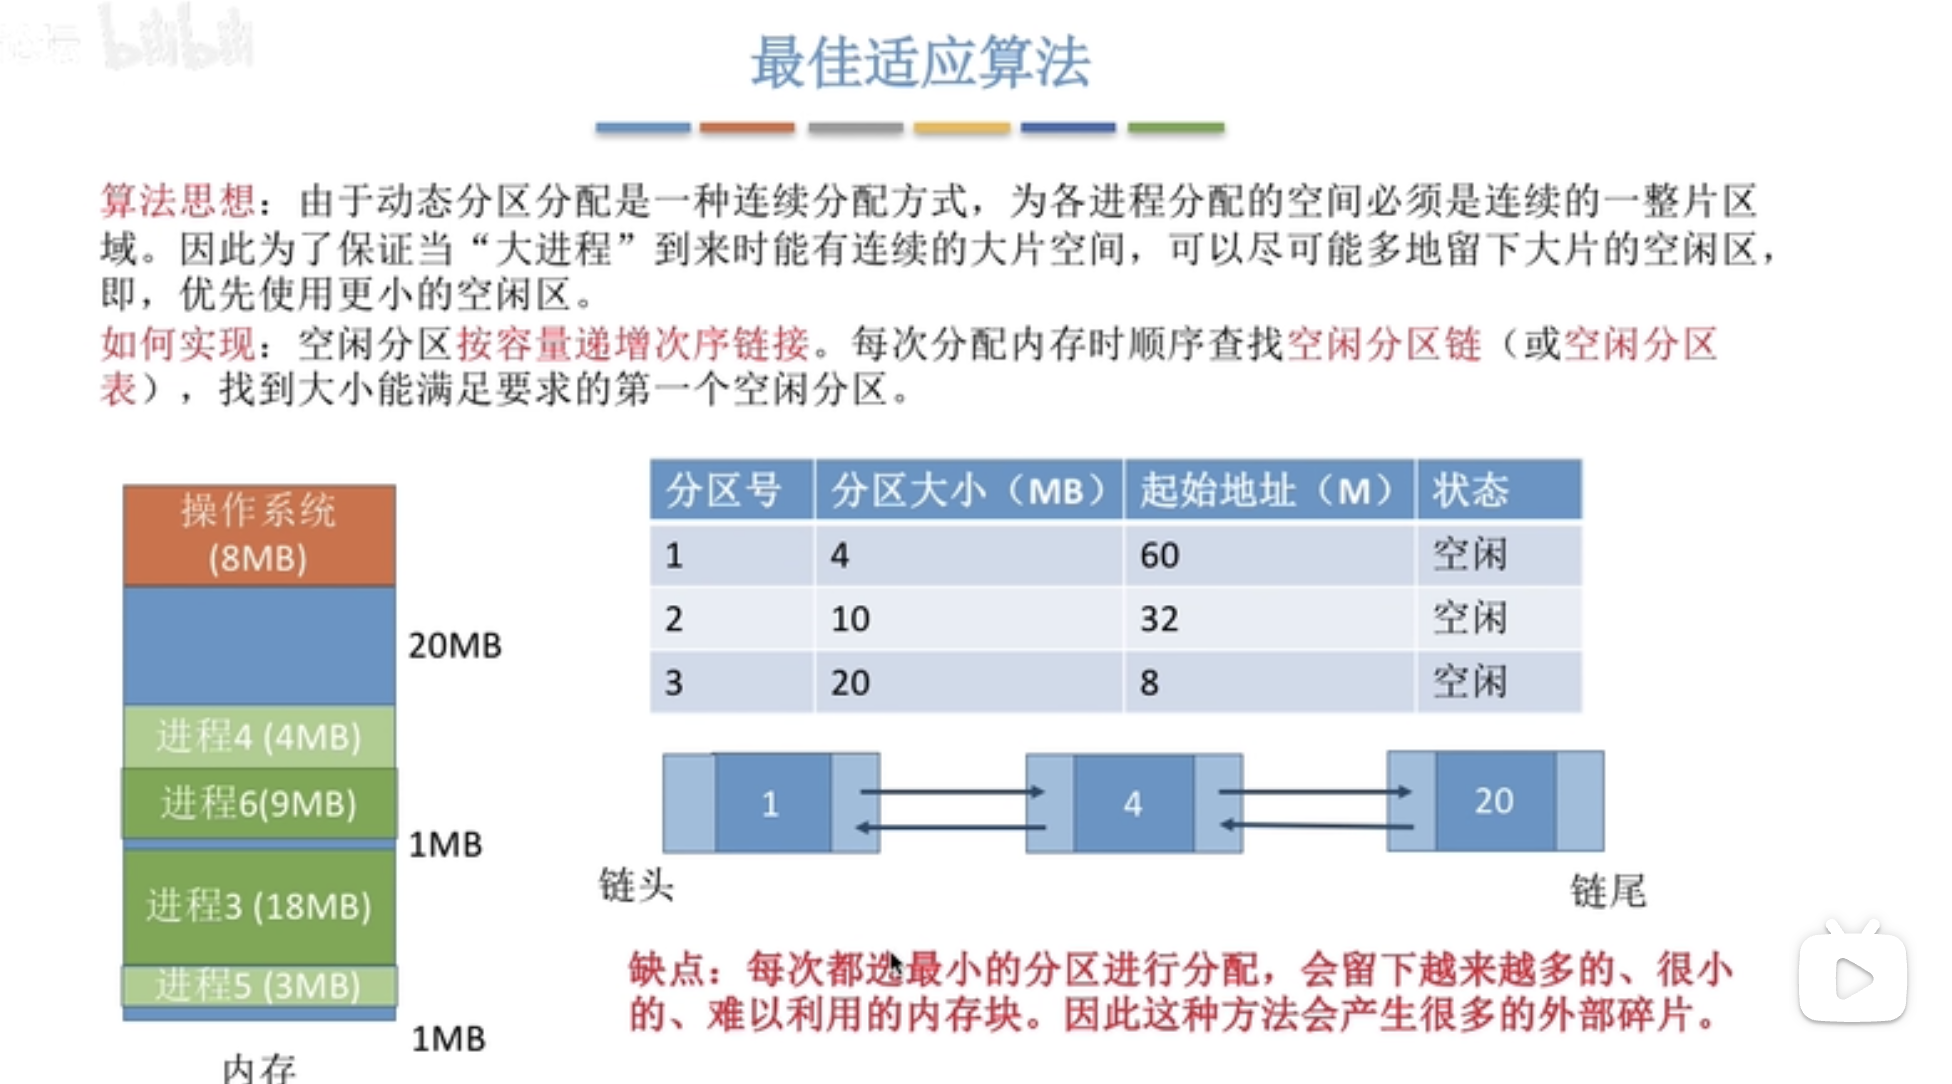 bilibili
最佳适应算法
算法思想：由于动态分区分配是一种连续分配方式，为各进程分配的空间必须是连续的一整片区
域。因此为了保证当“大进程”到来时能有连续的大片空间，可以尽可能多地留下大片的空闲区，
即，优先使用更小的空闲区。
如何实现：空闲分区按容量递增次序链接。每次分配内存时顺序查找空闲分区链（或空闲分区
表），找到大小能满足要求的第一个空闲分区。
操作系统
(8MB)
20MB
进程4 (4MB)
进程6(9MB)
1MB
进程3 (18MB)
进程5 (3MB)
1MB
内存
分区号 分区大小（MB） 起始地址（M） 状态
1 4 60 空闲
2 10 32 空闲
3 20 8 空闲
1 4 20
链头 链尾
缺点：每次都选最小的分区进行分配，会留下越来越多的、很小
的、难以利用的内存块。因此这种方法会产生很多的外部碎片。